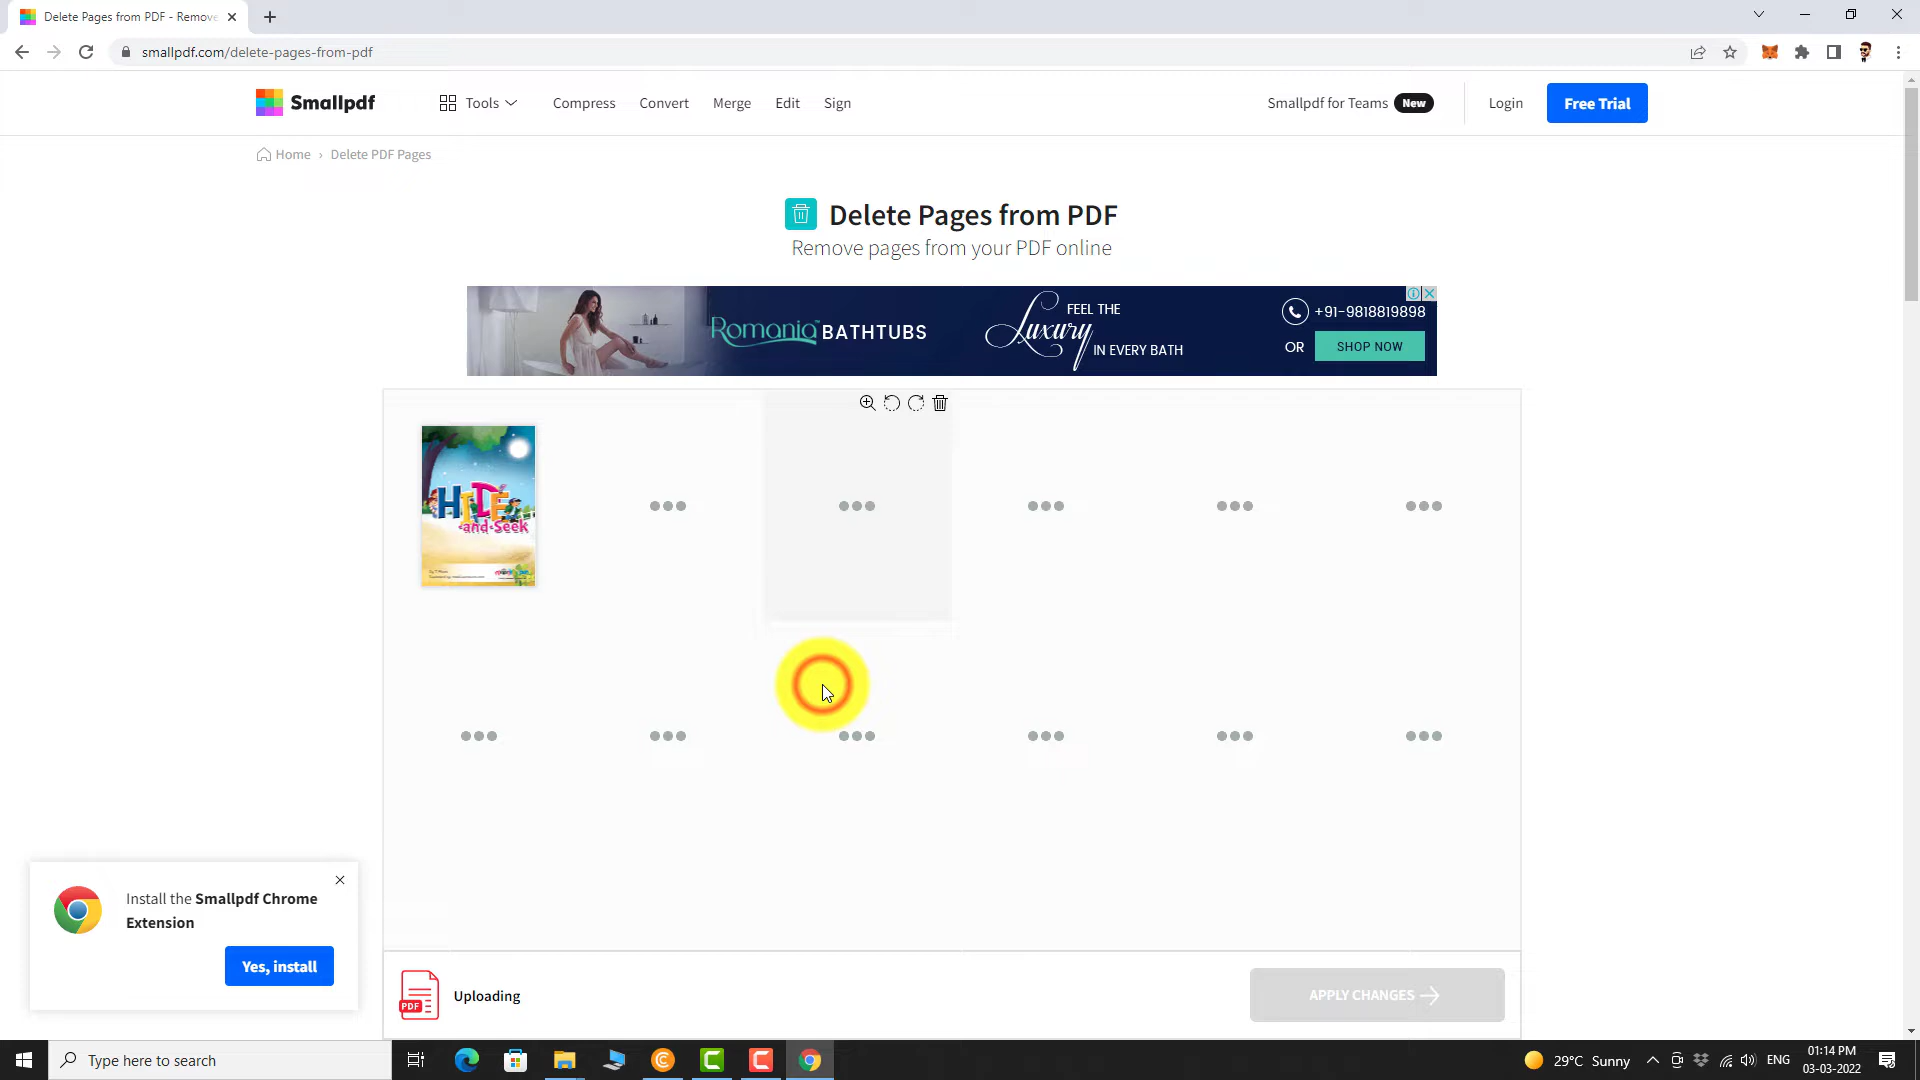 Delete Pages from PDF - Remove
smallpdf.com/delete-pages-from-pdf
Smallpdf
Tools
Compress
Convert
Merge
Edit
Sign
Smallpdf for Teams
New
Login
Free Trial
Home › Delete PDF Pages
Delete Pages from PDF
Remove pages from your PDF online
Romania BATHTUBS
FEEL THE
Luxury
IN EVERY BATH
+91-9818819898
OR
SHOP NOW
HIDE
and Seek
Install the Smallpdf Chrome
Extension
Yes, install
PDF
Uploading
APPLY CHANGES
Type here to search
29°C Sunny
ENG
01:14 PM
03-03-2022